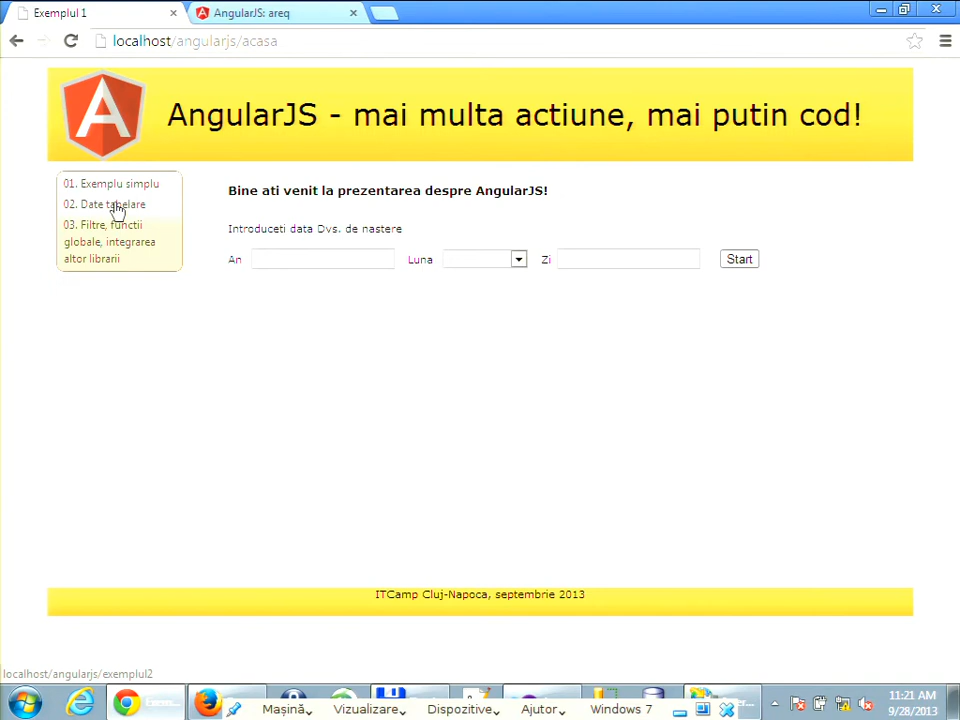 Exemplul 1
AngularJS: areq
localhost/angularjs/acasa
AngularJS - mai multa actiune, mai putin cod!
01. Exemplu simplu
02. Date tabelare
03. Filtre, functii
globale, integrarea
altor librarii
Bine ati venit la prezentarea despre AngularJS!
Introduceti data Dvs. de nastere
An Luna Zi Start
ITCamp Cluj-Napoca, septembrie 2013
localhost/angularjs/exemplul2
Mașină Vizualizare Dispozitive Ajutor Windows 7
11:21 AM
9/28/2013